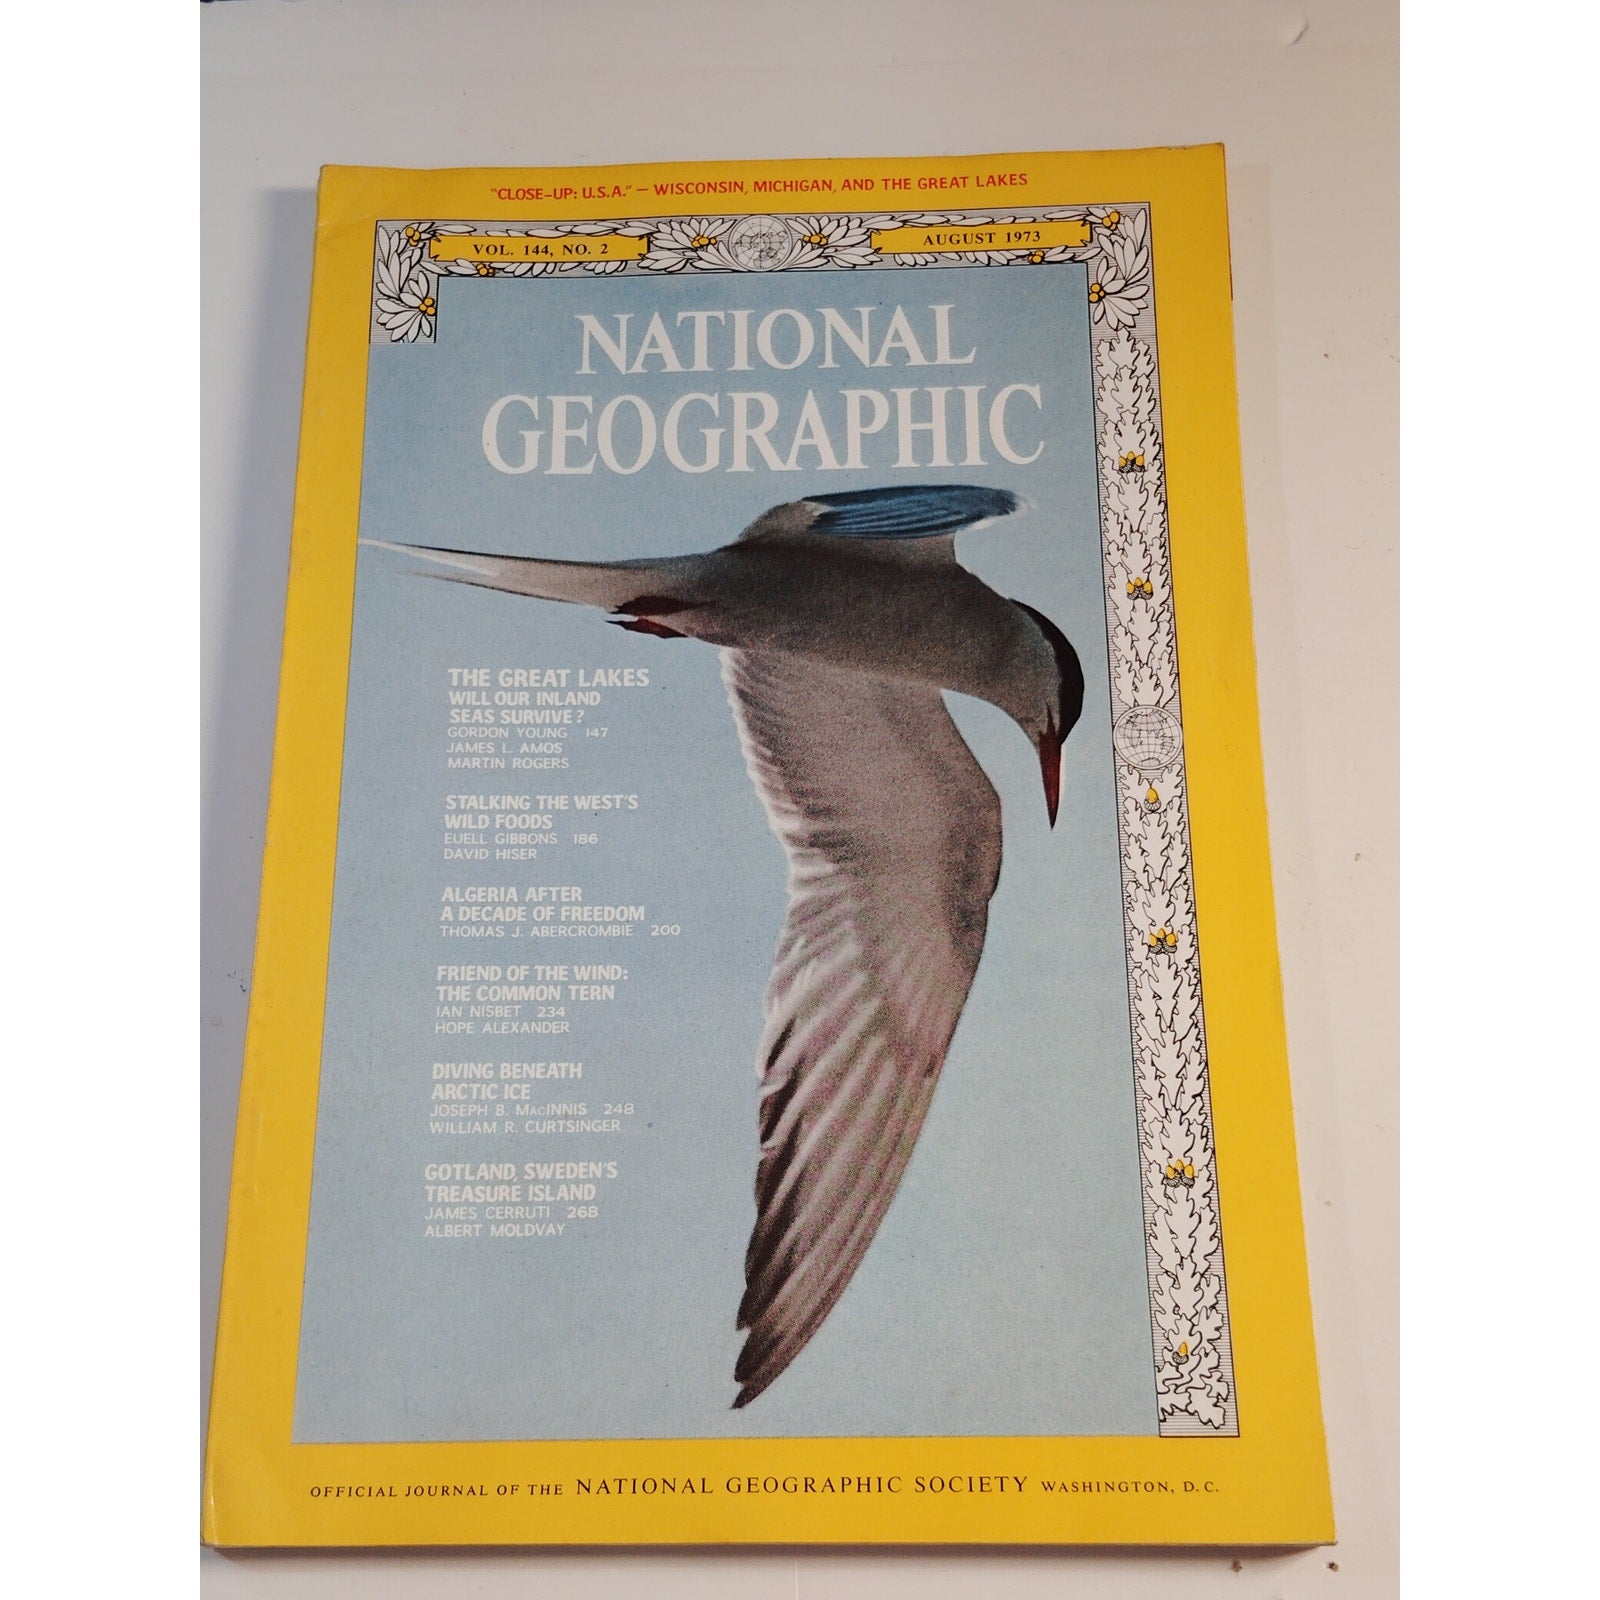 "CLOSE-UP: U.S.A." — WISCONSIN, MICHIGAN, AND THE GREAT LAKES
VOL. 144, NO. 2
AUGUST 1973
NATIONAL
GEOGRAPHIC
THE GREAT LAKES
WILL OUR INLAND
SEAS SURVIVE?
GORDON YOUNG 147
JAMES L. AMOS
MARTIN ROGERS
STALKING THE WEST'S
WILD FOODS
EUELL GIBBONS 186
DAVID HISER
ALGERIA AFTER
A DECADE OF FREEDOM
THOMAS J. ABERCROMBIE 200
FRIEND OF THE WIND:
THE COMMON TERN
IAN NISBET 234
HOPE ALEXANDER
DIVING BENEATH
ARCTIC ICE
JOSEPH B. MACINNIS 248
WILLIAM R. CURTSINGER
GOTLAND, SWEDEN'S
TREASURE ISLAND
JAMES CERRUTI 268
ALBERT MOLDVAY
OFFICIAL JOURNAL OF THE NATIONAL GEOGRAPHIC SOCIETY WASHINGTON, D.C.